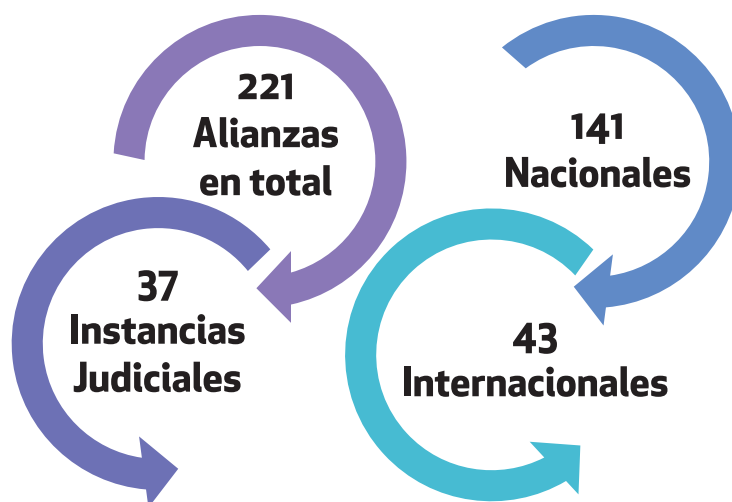 221
Alianzas
en total
141
Nacionales
37
Instancias
Judiciales
43
Internacionales